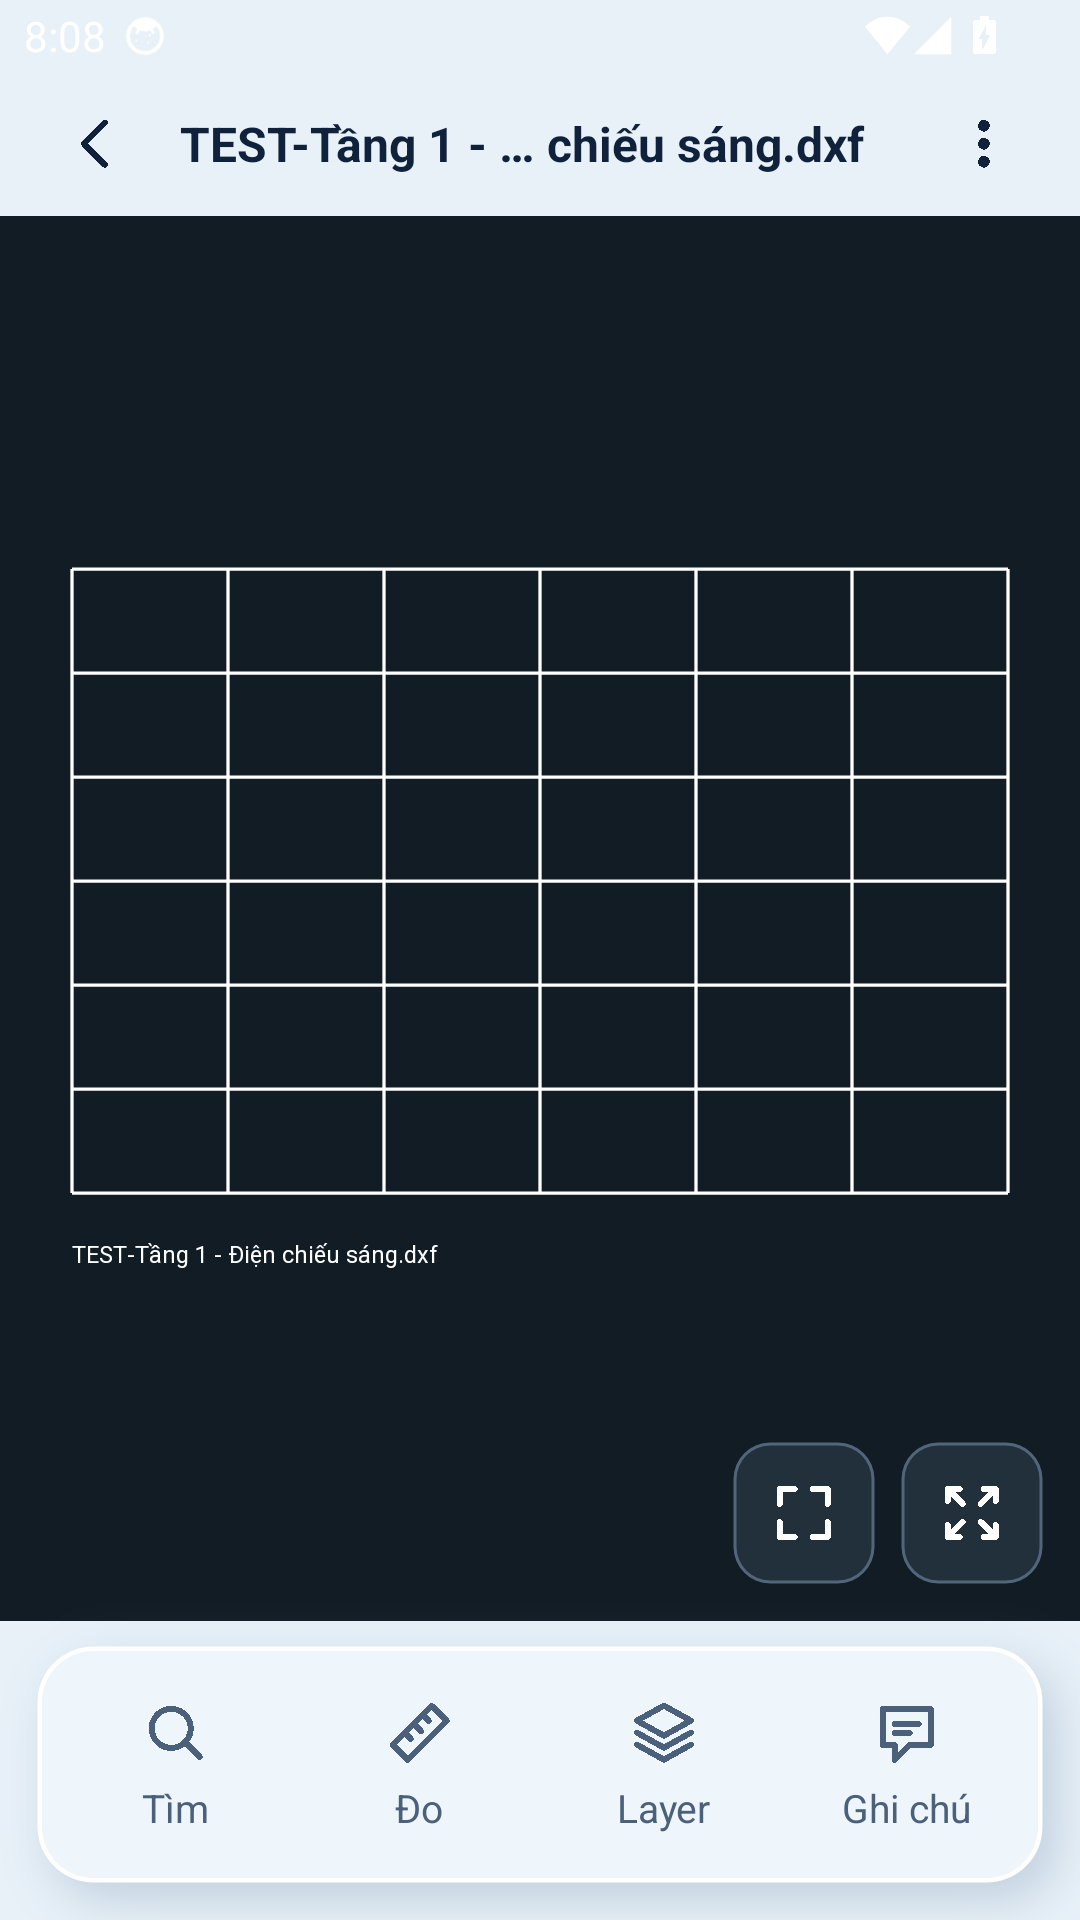 8:08
TEST-Tầng 1 - ... chiếu sáng.dxf
TEST-Tầng 1 - Điện chiếu sáng.dxf
Tìm Đo Layer Ghi chú